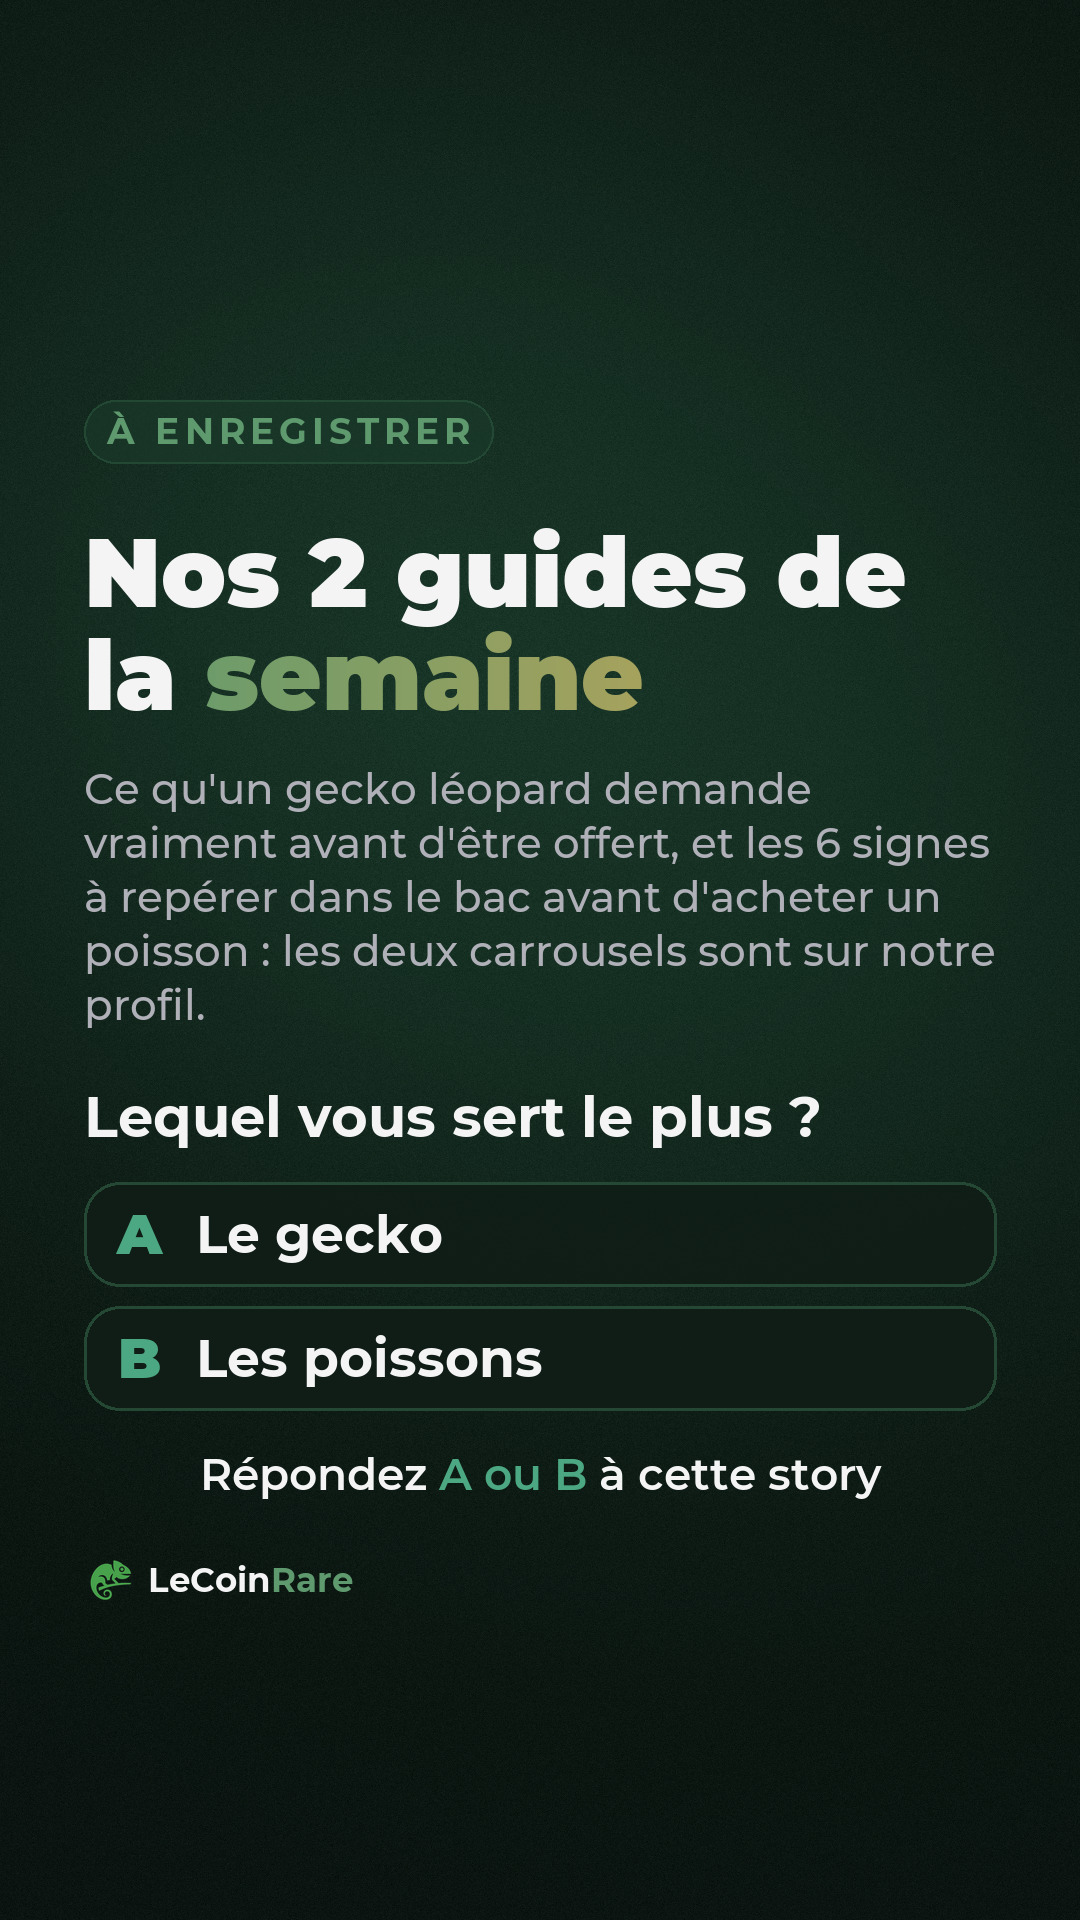 À ENREGISTRER
Nos 2 guides de
la semaine
Ce qu'un gecko léopard demande
vraiment avant d'être offert, et les 6 signes
à repérer dans le bac avant d'acheter un
poisson : les deux carrousels sont sur notre
profil.
Lequel vous sert le plus ?
A Le gecko
B Les poissons
Répondez A ou B à cette story
LeCoinRare